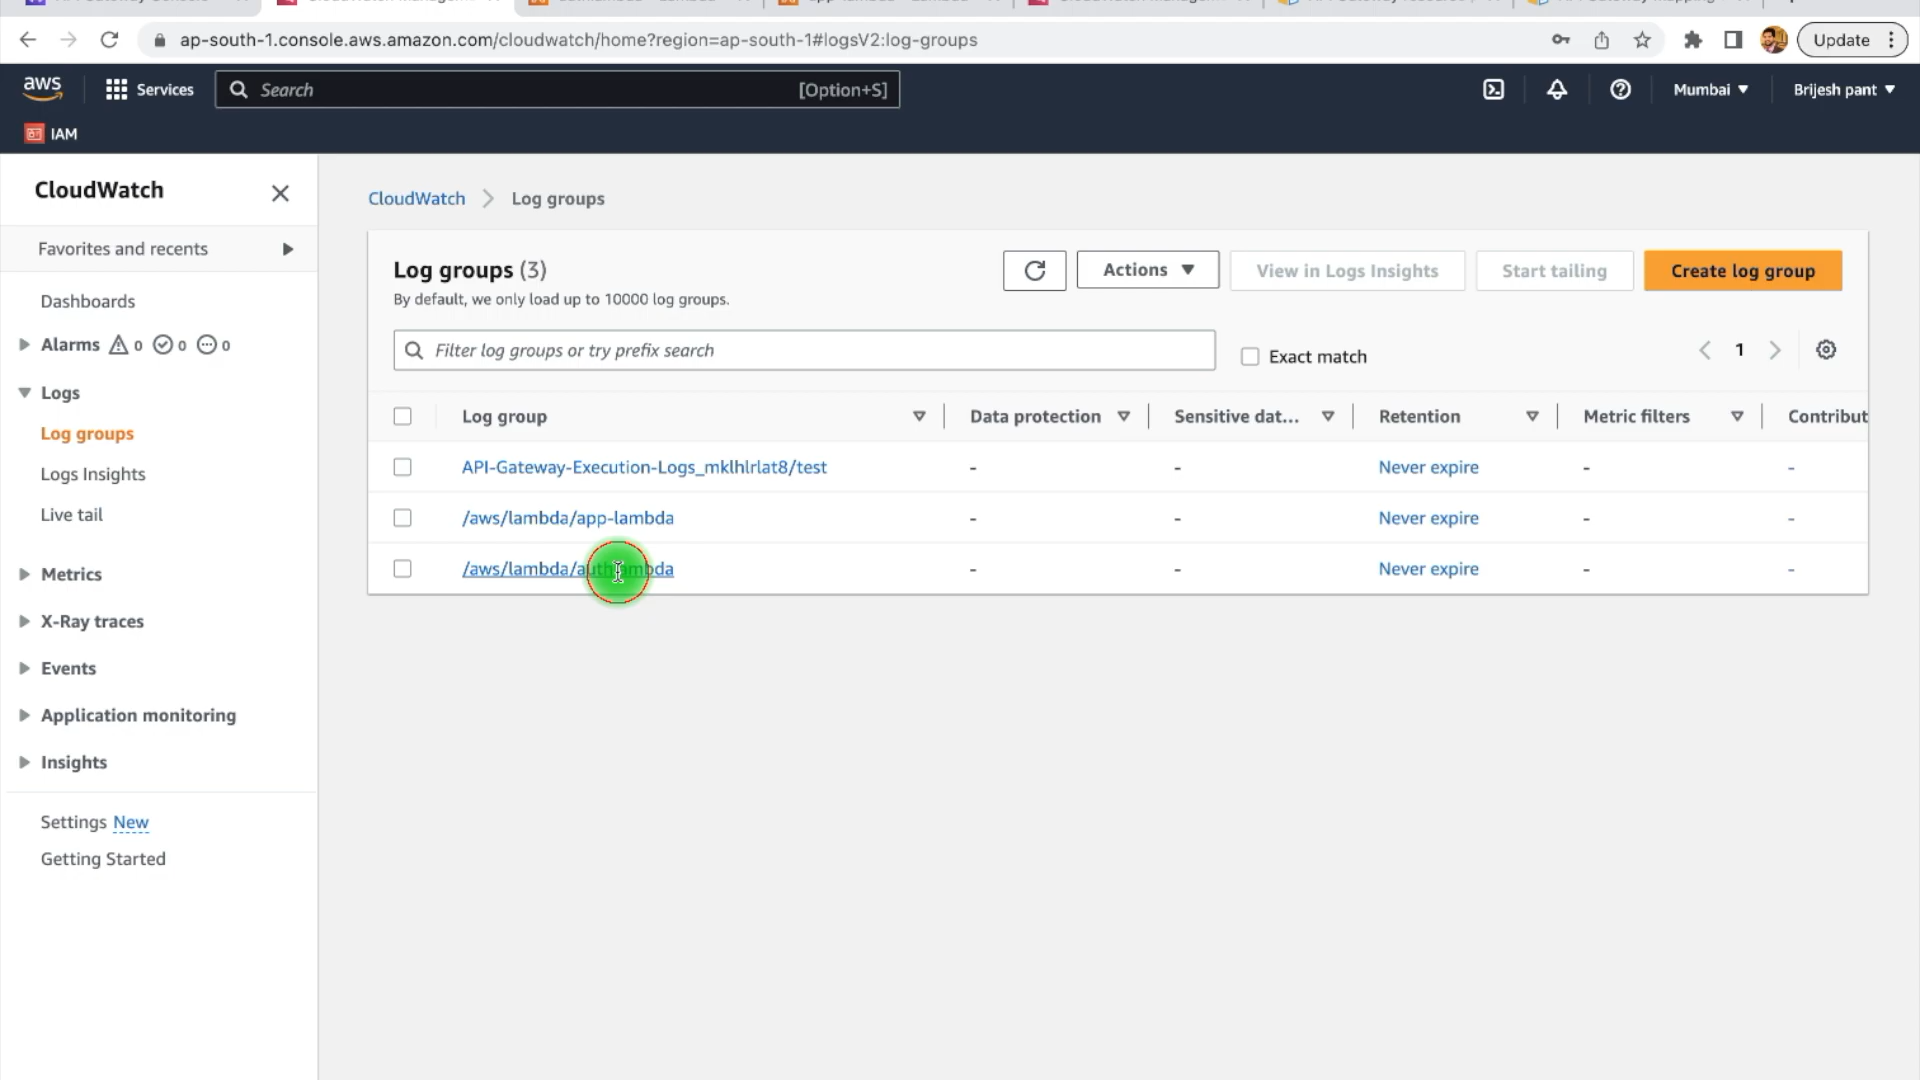 ap-south-1.console.aws.amazon.com/cloudwatch/home?region=ap-south-1#logsV2:log-groups
Update
aws
Services
Search
[Option+S]
Mumbai
Brijesh pant
IAM
CloudWatch
Favorites and recents
Dashboards
Alarms 0 0 0
Logs
Log groups
Logs Insights
Live tail
Metrics
X-Ray traces
Events
Application monitoring
Insights
Settings New
Getting Started
CloudWatch
Log groups
Log groups (3)
By default, we only load up to 10000 log groups.
Actions
View in Logs Insights
Start tailing
Create log group
Filter log groups or try prefix search
Exact match
1
Log group
Data protection
Sensitive dat...
Retention
Metric filters
Contribut
API-Gateway-Execution-Logs_mklhlrlat8/test - - Never expire - -
/aws/lambda/app-lambda - - Never expire - -
/aws/lambda/authlambda - - Never expire - -